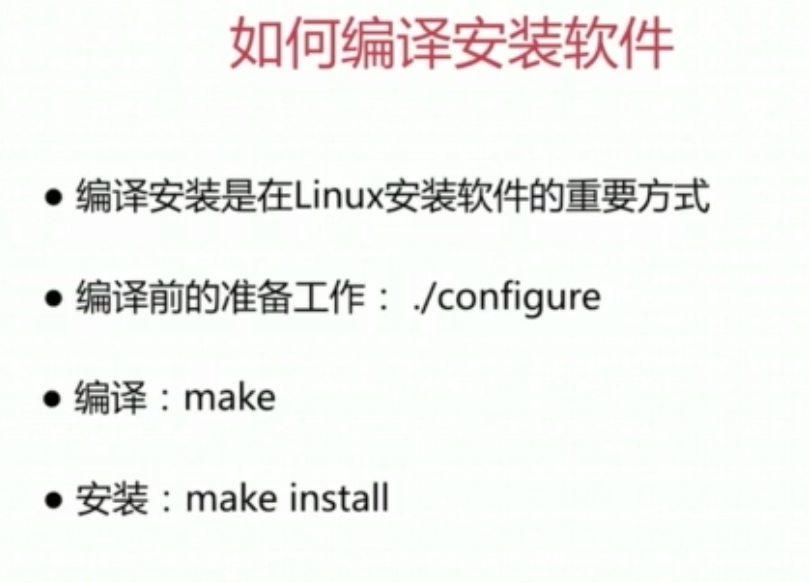 如何编译安装软件
● 编译安装是在Linux安装软件的重要方式
● 编译前的准备工作： ./configure
● 编译：make
● 安装：make install